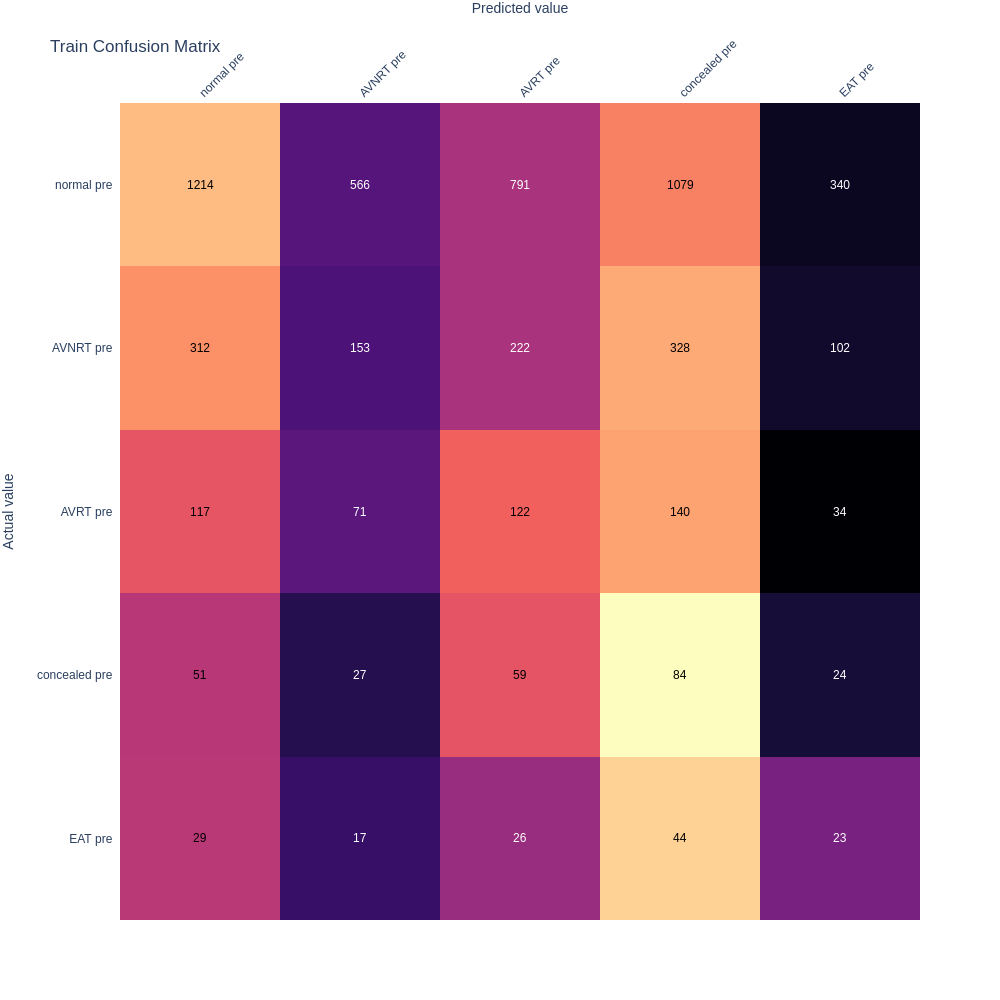 Predicted value
Train Confusion Matrix
normal pre AVNRT pre AVRT pre concealed pre EAT pre
normal pre 1214 566 791 1079 340
AVNRT pre 312 153 222 328 102
AVRT pre 117 71 122 140 34
Actual value
concealed pre 51 27 59 84 24
EAT pre 29 17 26 44 23